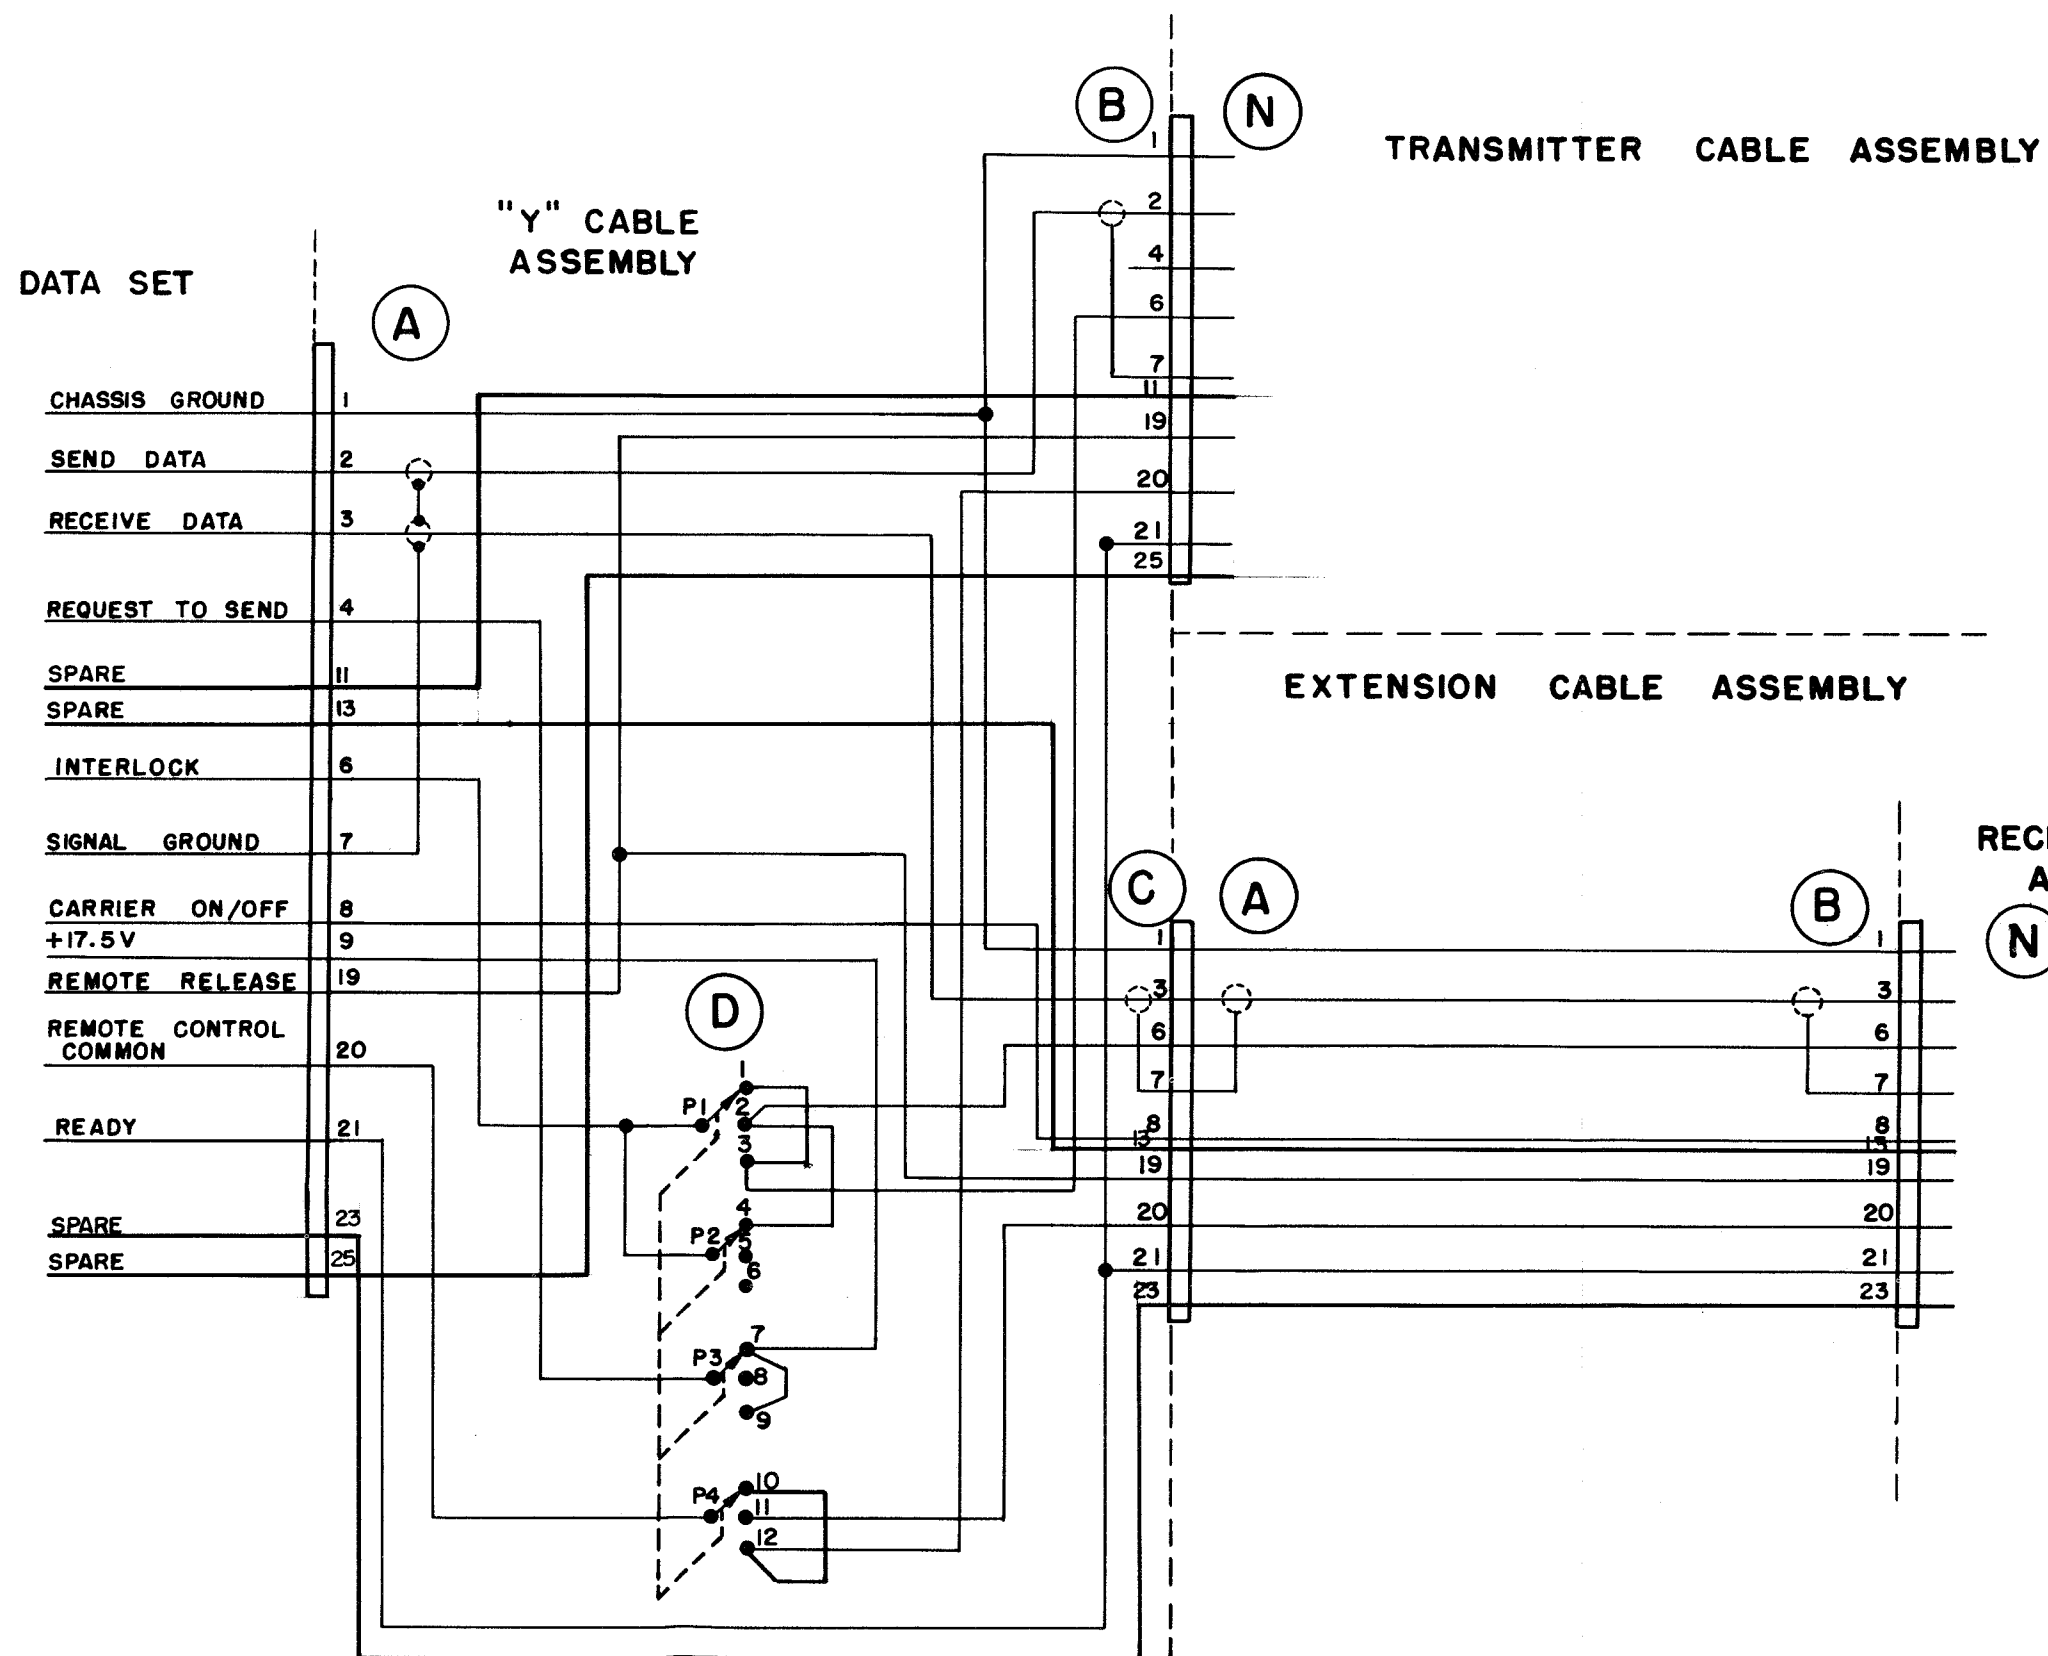 B
N
TRANSMITTER CABLE ASSEMBLY
1
2
4
6
7
11
19
20
21
25
"Y" CABLE
ASSEMBLY
DATA SET
A
CHASSIS GROUND 1
SEND DATA 2
RECEIVE DATA 3
REQUEST TO SEND 4
SPARE 11
SPARE 13
INTERLOCK 6
SIGNAL GROUND 7
CARRIER ON/OFF 8
+17.5V 9
REMOTE RELEASE 19
REMOTE CONTROL
COMMON 20
READY 21
SPARE 23
SPARE 25
D
1
P1 2
3
4
P2 5
6
7
P3 8
9
10
P4 11
12
EXTENSION CABLE ASSEMBLY
C
A
1
3
6
7
8
13
19
20
21
23
B
N
1
3
6
7
8
13
19
20
21
23